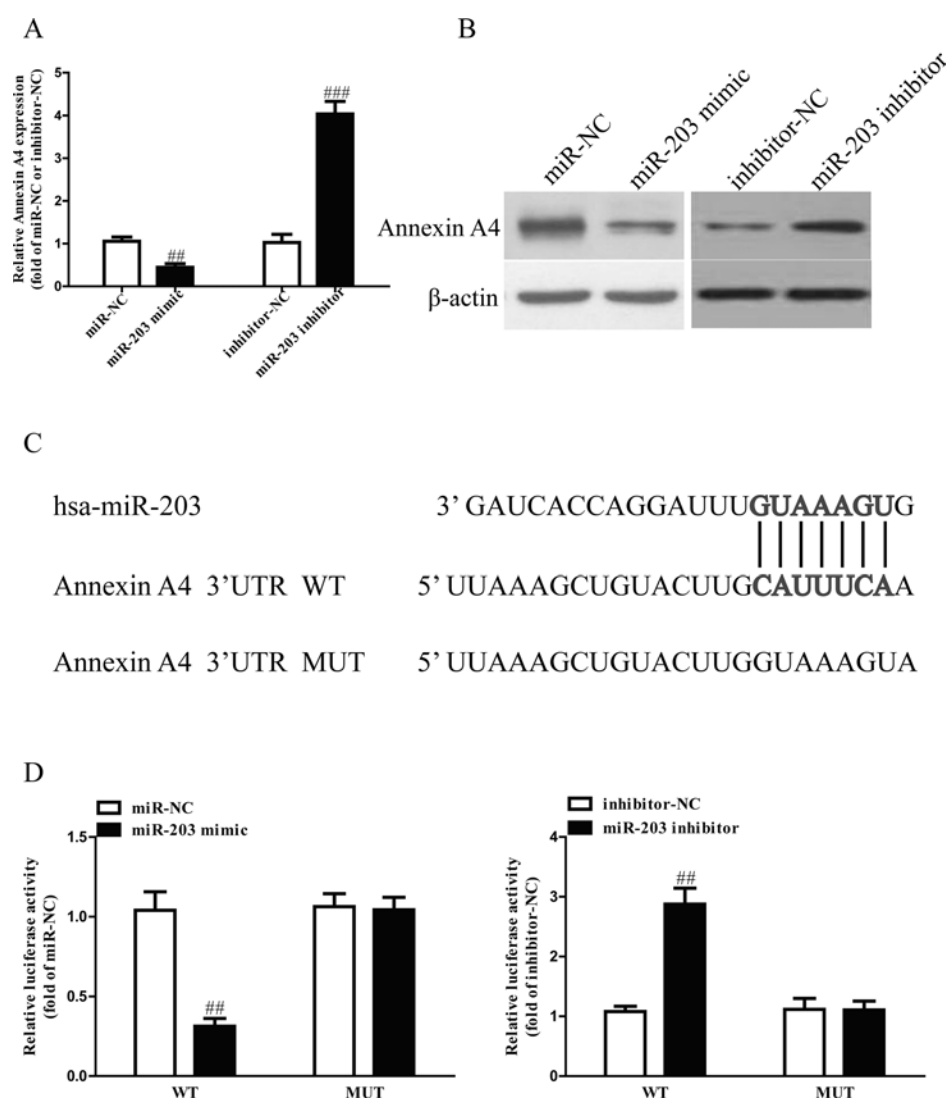 A
Relative Annexin A4 expression
(fold of miR-NC or inhibitor-NC)
5
4
3
2
1
0
##
###
miR-NC
miR-203 mimic
inhibitor-NC
miR-203 inhibitor
B
miR-NC
miR-203 mimic
inhibitor-NC
miR-203 inhibitor
Annexin A4
β-actin
C
hsa-miR-203 3’ GAUCACCAGGAUUUGUAAAGUG
Annexin A4 3’UTR WT 5’ UUAAAGCUGUACUUGCAUUUCAA
Annexin A4 3’UTR MUT 5’ UUAAAGCUGUACUUGGUAAAGUA
D
miR-NC
miR-203 mimic
Relative luciferase activity
(fold of miR-NC)
1.5
1.0
0.5
0.0
##
WT MUT
inhibitor-NC
miR-203 inhibitor
Relative luciferase activity
(fold of inhibitor-NC)
4
3
2
1
0
##
WT MUT